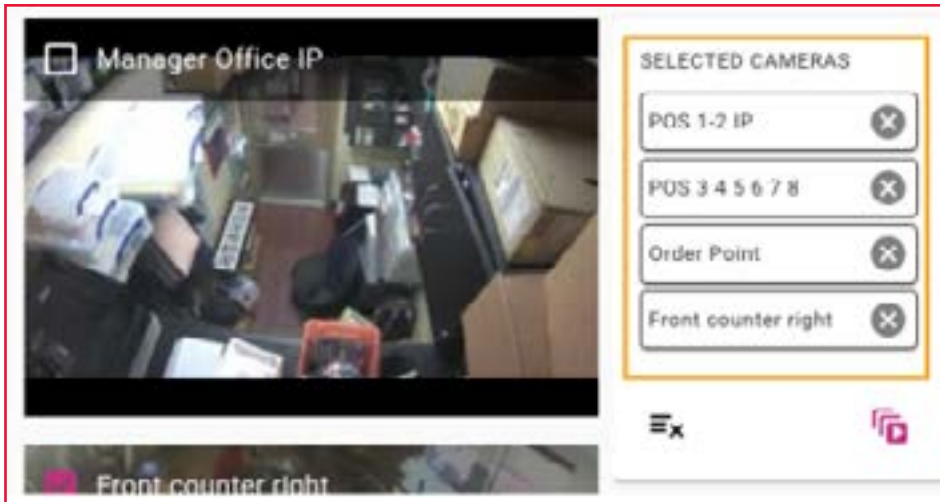 Manager Office IP
SELECTED CAMERAS
POS 1-2 IP
POS 3 4 5 6 7 8
Order Point
Front counter right
Front counter right